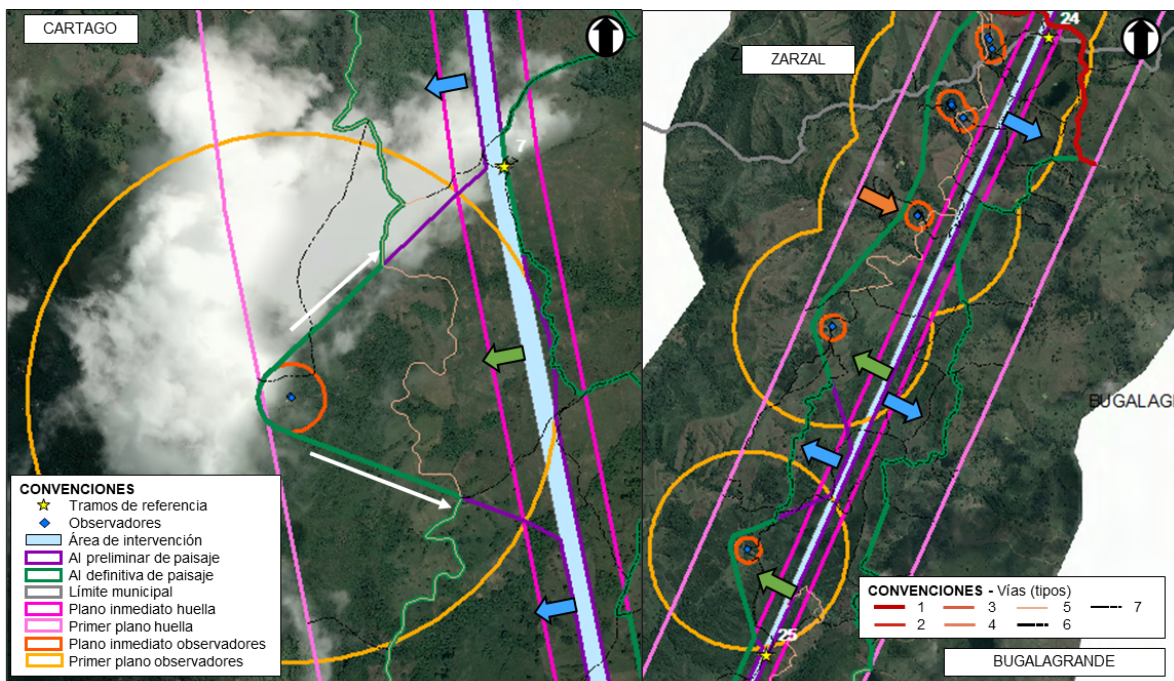 CARTAGO
7
CONVENCIONES
Tramos de referencia
Observadores
Área de intervención
AI preliminar de paisaje
AI definitiva de paisaje
Límite municipal
Plano inmediato huella
Primer plano huella
Plano inmediato observadores
Primer plano observadores
24
ZARZAL
BUGALAGR
25
CONVENCIONES - Vías (tipos)
1 3 5 7
2 4 6
BUGALAGRANDE